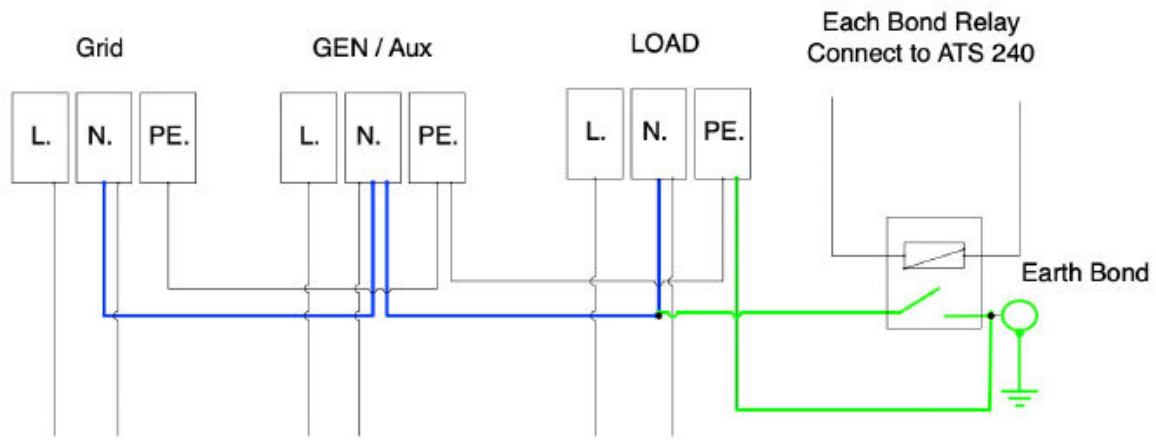 Grid
GEN / Aux
LOAD
Each Bond Relay
Connect to ATS 240
L. N. PE.
L. N. PE.
L. N. PE.
Earth Bond